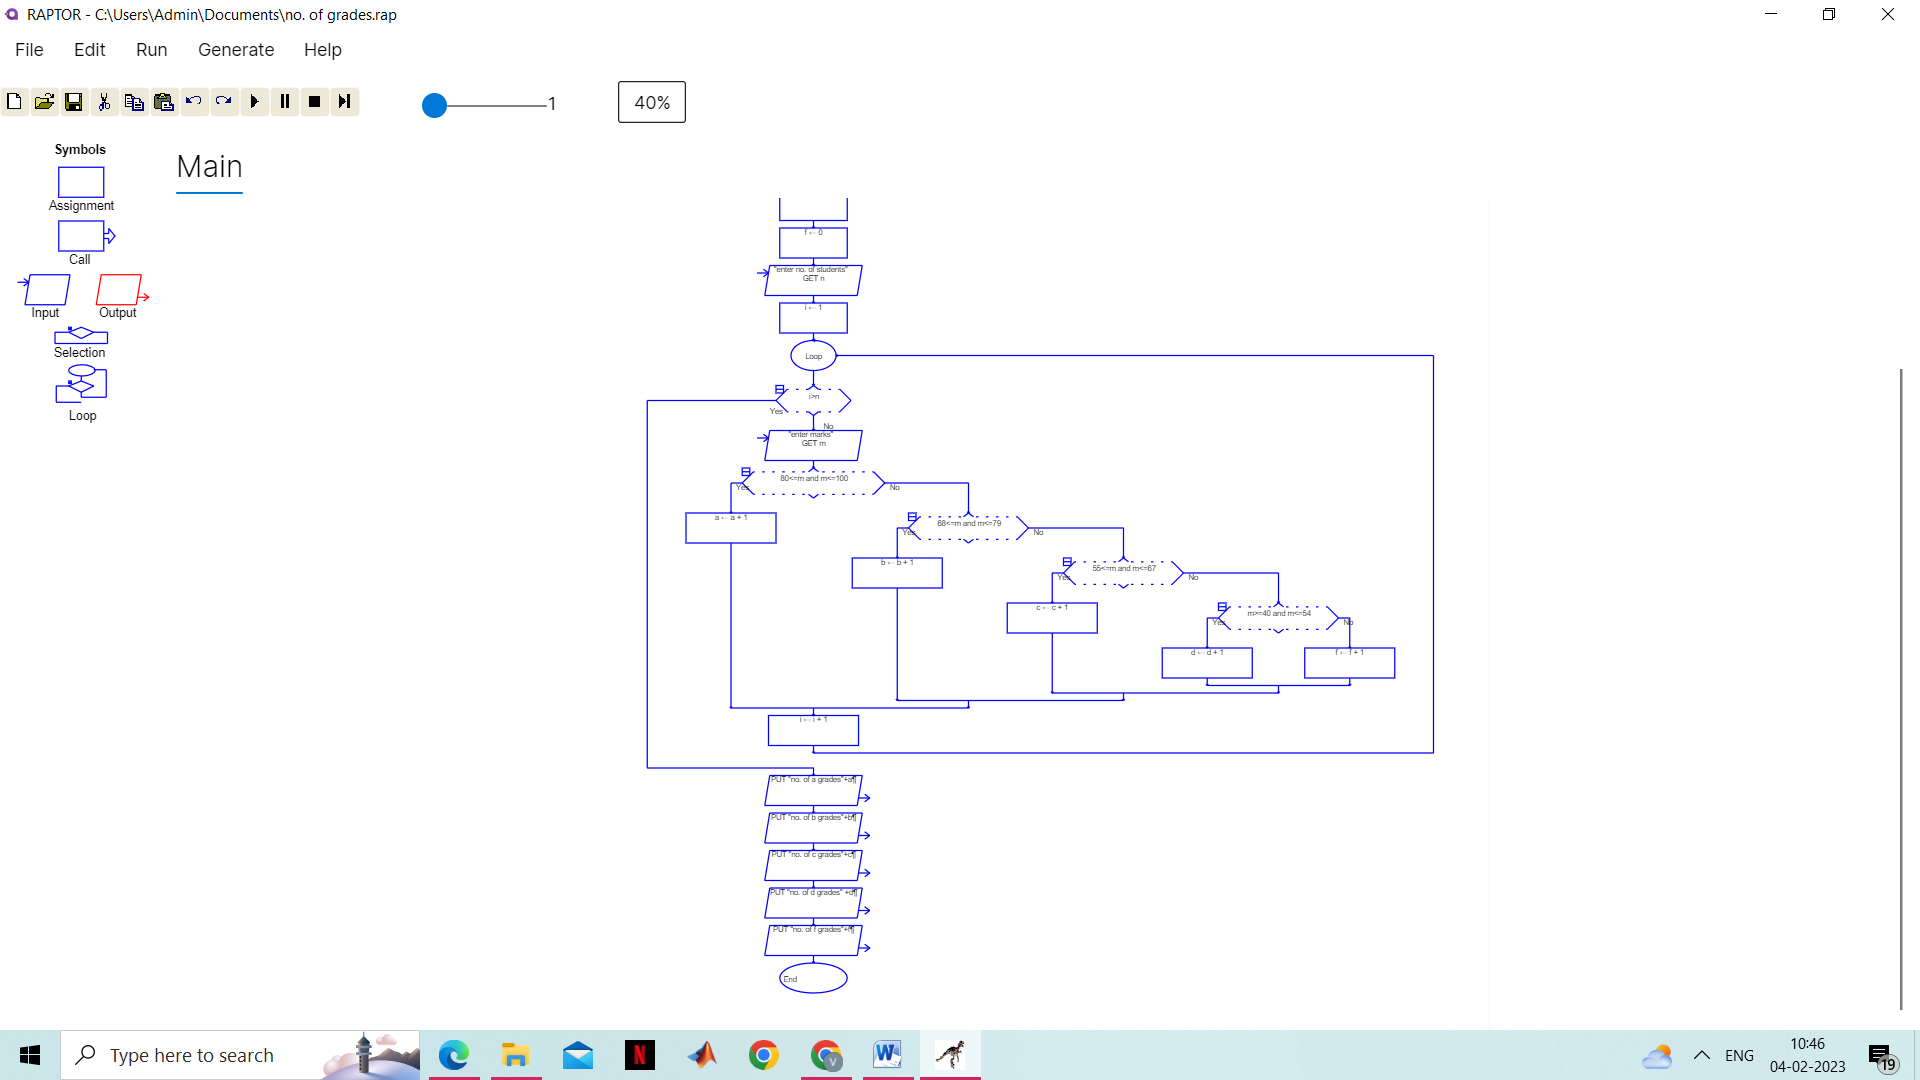 RAPTOR - C:\Users\Admin\Documents\no. of grades.rap
File Edit Run Generate Help
1
40%
Symbols
Assignment
Call
Input Output
Selection
Loop
Main
f ← 0
"enter no. of students"
GET n
i ← 1
Loop
i>n
Yes
No
"enter marks"
GET m
80<=m and m<=100
Yes No
a ← a + 1
68<=m and m<=79
Yes No
b ← b + 1
55<=m and m<=67
Yes No
c ← c + 1
m>=40 and m<=54
Yes No
d ← d + 1 f ← f + 1
i ← i + 1
PUT "no. of a grades"+a¶
PUT "no. of b grades"+b¶
PUT "no. of c grades"+c¶
PUT "no. of d grades" +d¶
PUT "no. of f grades"+f¶
End
Type here to search
N
V
W
ENG
10:46
04-02-2023
19